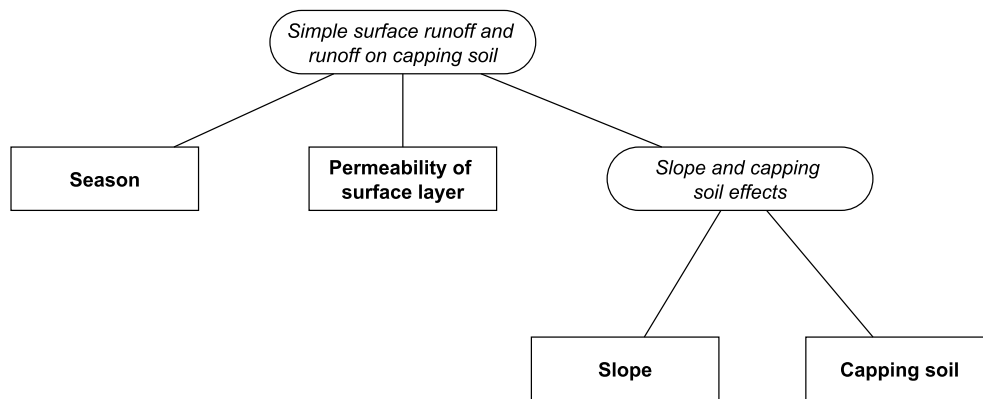 Simple surface runoff and
runoff on capping soil
Season
Permeability of
surface layer
Slope and capping
soil effects
Slope
Capping soil